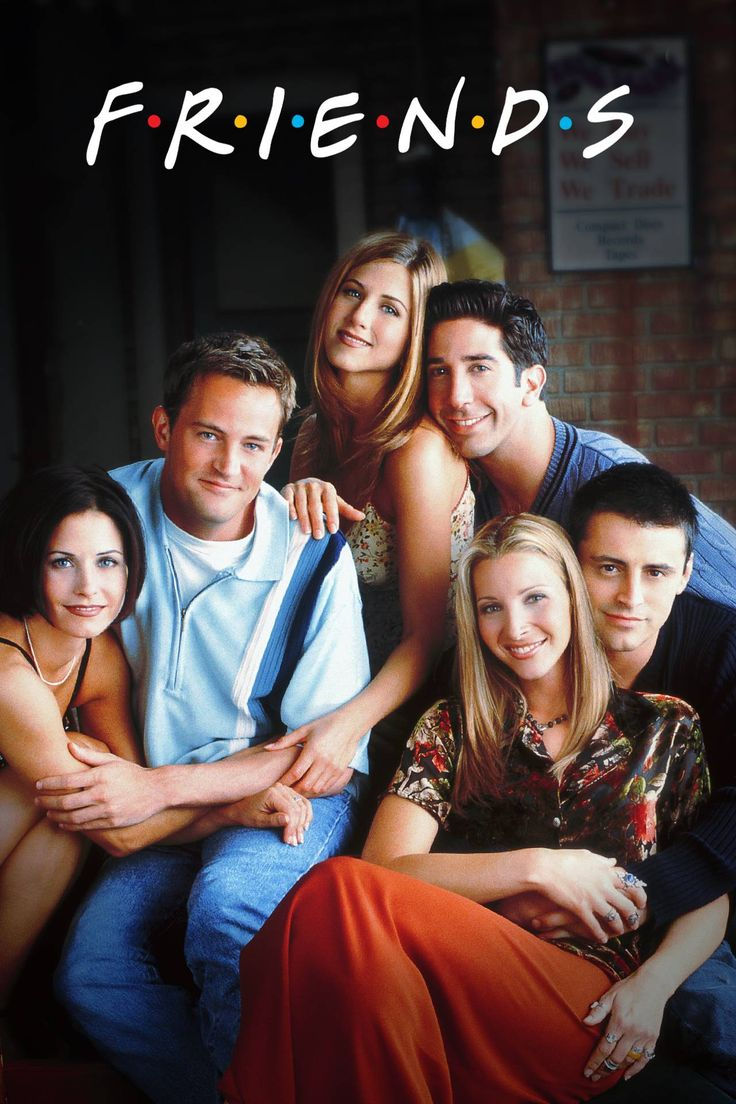 F·R·I·E·N·D·S
We Sell
We Trade
Compact Discs
Records
Tapes